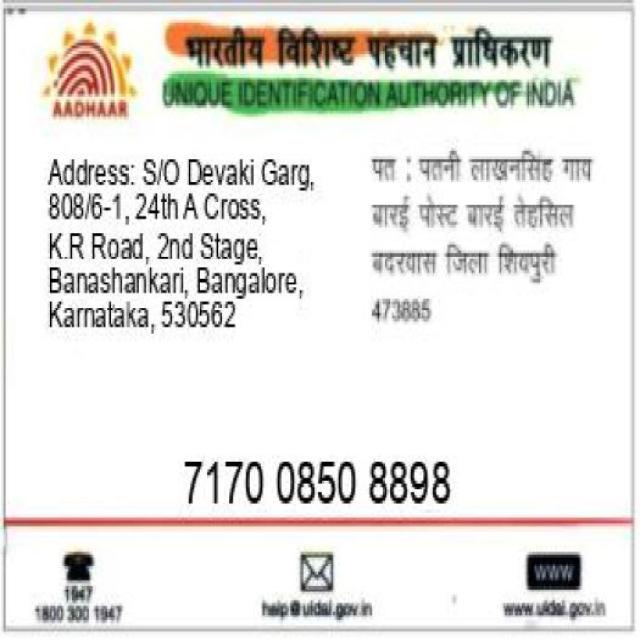 भारतीय विशिष्ट पहचान प्राधिकरण
AADHAAR
UNIQUE IDENTIFICATION AUTHORITY OF INDIA
Address: S/O Devaki Garg,
808/6-1, 24th A Cross,
K.R Road, 2nd Stage,
Banashankari, Bangalore,
Karnataka, 530562
पत : पतनी लाखनसिंह गाय
बारई पोस्ट बारई तेहसिल
बदरवास जिला शिवपुरी
473885
7170 0850 8898
1947
1800 300 1947
help@uidai.gov.in
WWW
www.uidai.gov.in